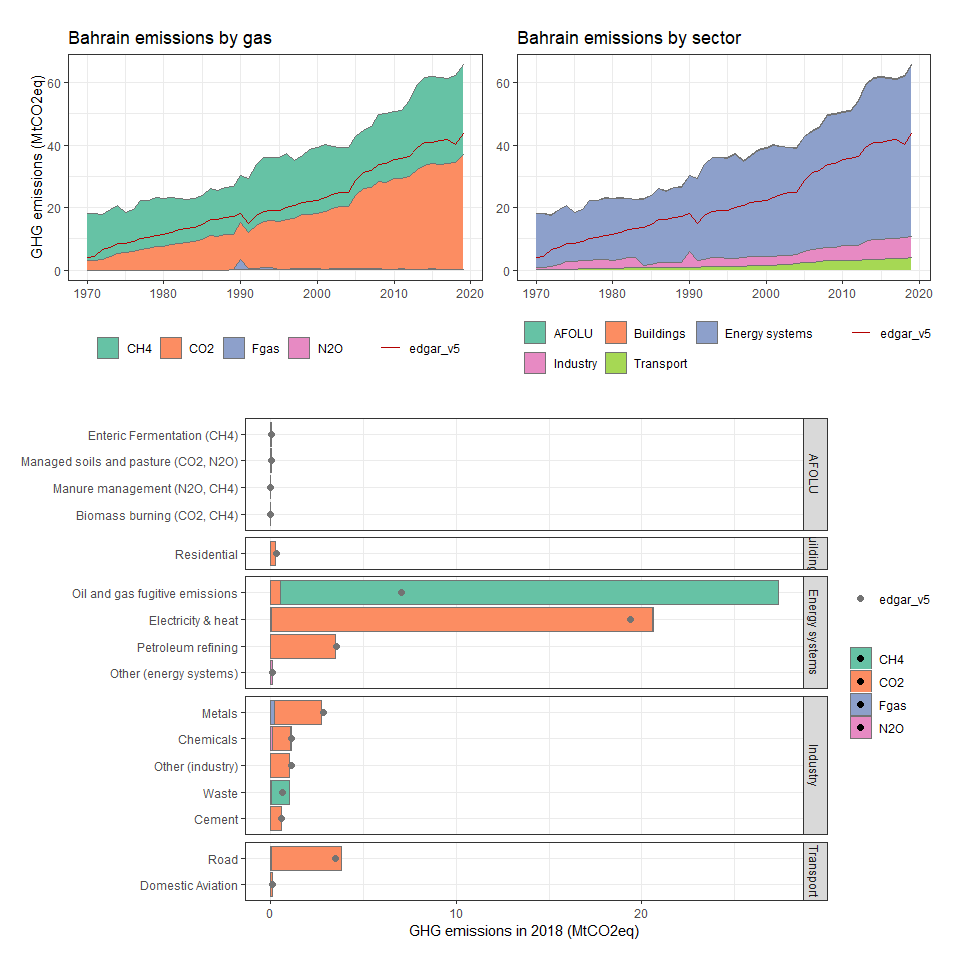 Bahrain emissions by gas
Bahrain emissions by sector
GHG emissions (MtCO2eq)
60
40
20
0
1970
1980
1990
2000
2010
2020
60
40
20
0
1970
1980
1990
2000
2010
2020
CH4
CO2
Fgas
N2O
edgar_v5
AFOLU
Buildings
Energy systems
edgar_v5
Industry
Transport
Enteric Fermentation (CH4)
Managed soils and pasture (CO2, N2O)
Manure management (N2O, CH4)
Biomass burning (CO2, CH4)
AFOLU
Residential
Oil and gas fugitive emissions
Electricity & heat
Petroleum refining
Other (energy systems)
Energy systems
Metals
Chemicals
Other (industry)
Waste
Cement
Industry
Road
Domestic Aviation
Transport
0
10
20
GHG emissions in 2018 (MtCO2eq)
edgar_v5
CH4
CO2
Fgas
N2O